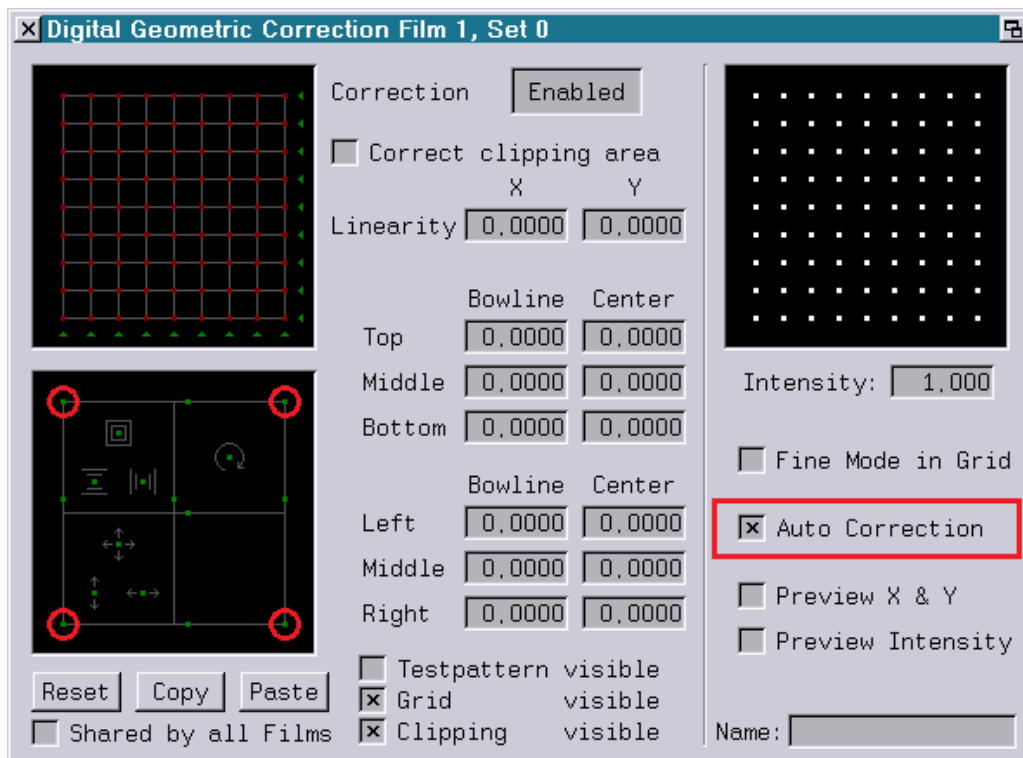 Digital Geometric Correction Film 1, Set 0
Correction Enabled
Correct clipping area
X Y
Linearity 0,0000 0,0000
Bowline Center
Top 0,0000 0,0000
Middle 0,0000 0,0000
Bottom 0,0000 0,0000
Bowline Center
Left 0,0000 0,0000
Middle 0,0000 0,0000
Right 0,0000 0,0000
Testpattern visible
Grid visible
Clipping visible
Reset Copy Paste
Shared by all Films
Intensity: 1,000
Fine Mode in Grid
Auto Correction
Preview X & Y
Preview Intensity
Name: